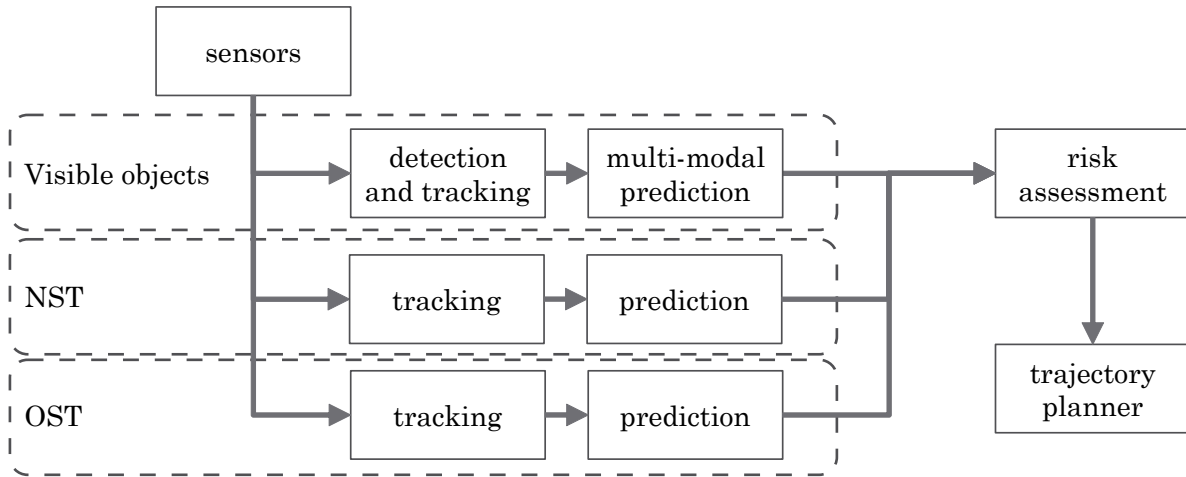 sensors
Visible objects
detection
and tracking
multi-modal
prediction
risk
assessment
NST
tracking
prediction
OST
tracking
prediction
trajectory
planner